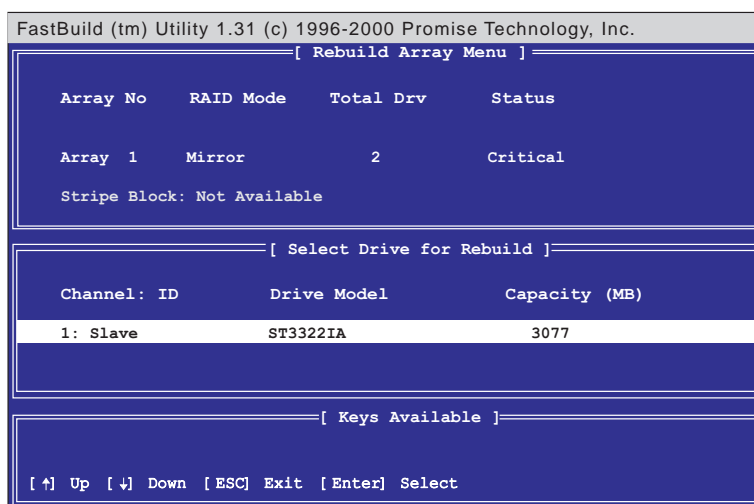 FastBuild (tm) Utility 1.31 (c) 1996-2000 Promise Technology, Inc.
[ Rebuild Array Menu ]
Array No RAID Mode Total Drv Status
Array 1 Mirror 2 Critical
Stripe Block: Not Available
[ Select Drive for Rebuild ]
Channel: ID Drive Model Capacity (MB)
1: Slave ST3322IA 3077
[ Keys Available ]
[↑] Up [↓] Down [ESC] Exit [Enter] Select